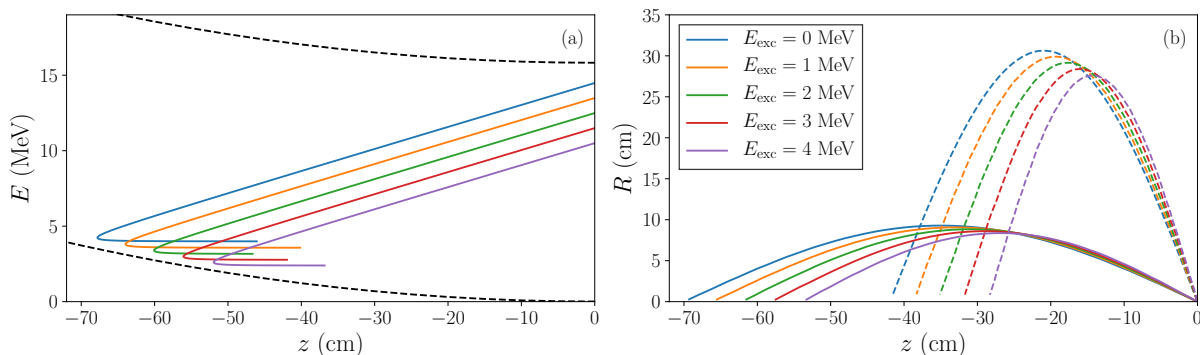 (a)
E (MeV)
15
10
5
0
−70 −60 −50 −40 −30 −20 −10 0
z (cm)
(b)
E_exc = 0 MeV
E_exc = 1 MeV
E_exc = 2 MeV
E_exc = 3 MeV
E_exc = 4 MeV
R (cm)
35
30
25
20
15
10
5
0
−70 −60 −50 −40 −30 −20 −10 0
z (cm)